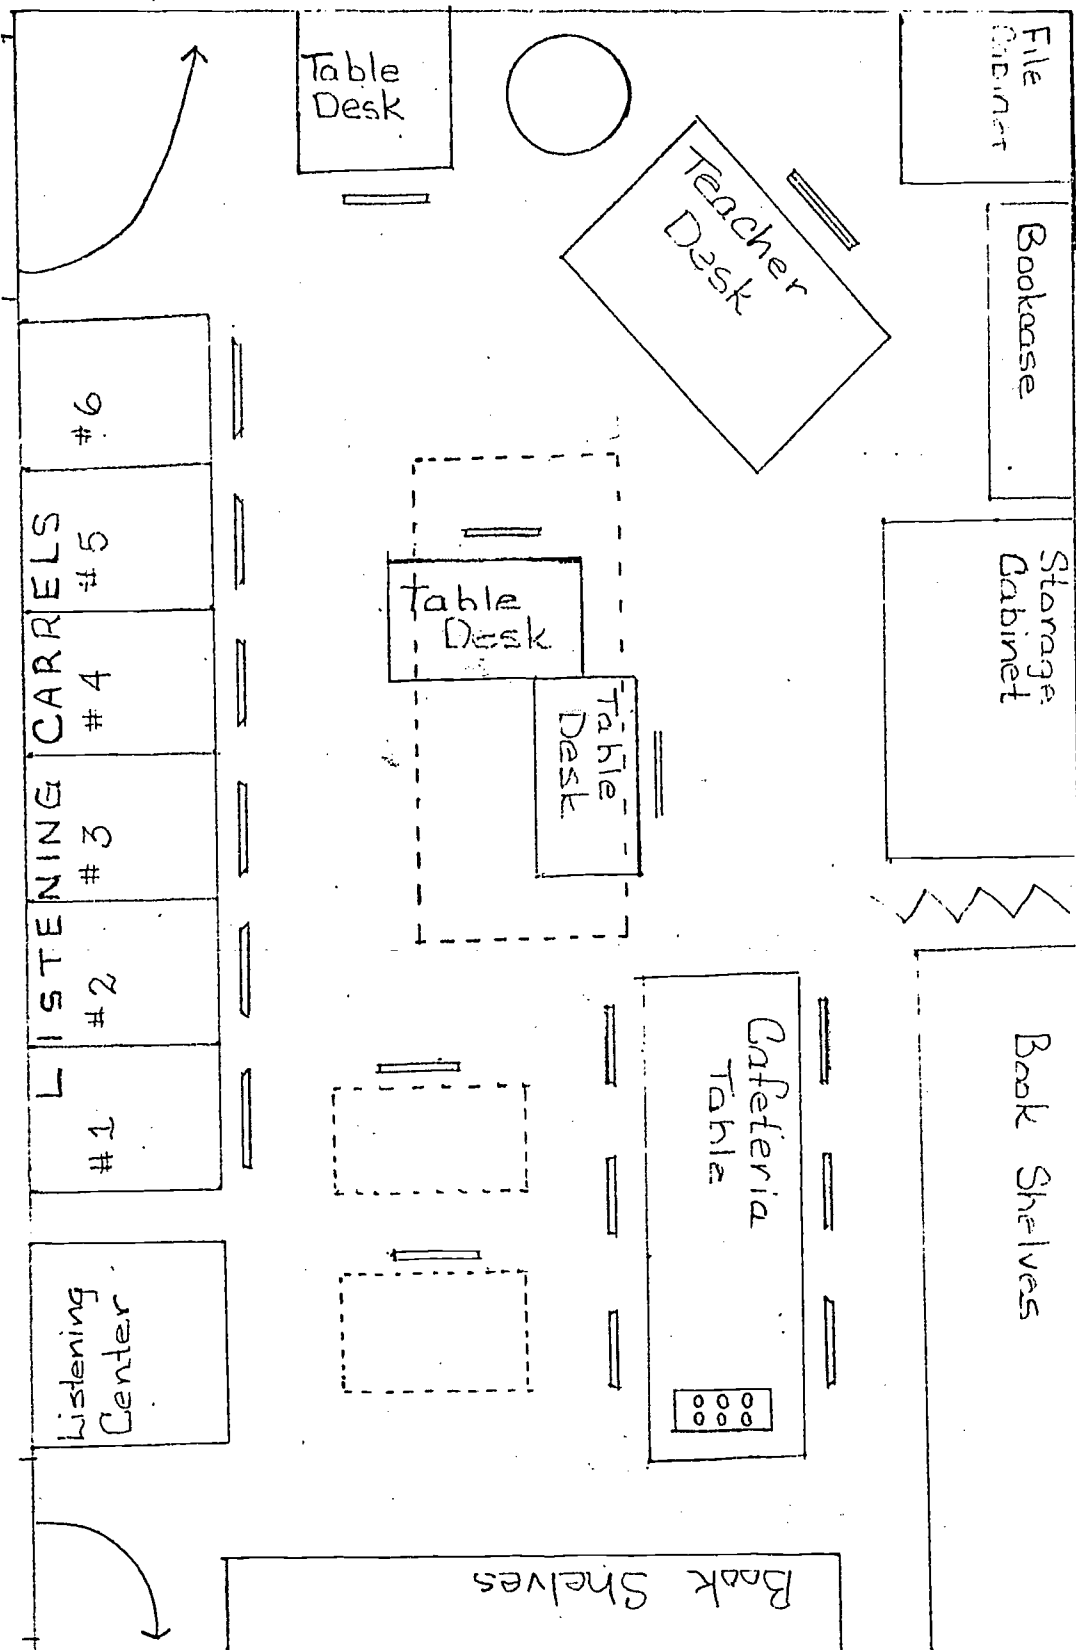 Table
Desk
File
Cabinet
Teacher
Desk
Bookcase
Storage
Cabinet
LISTENING CARRELS
#6
#5
#4
#3
#2
#1
Table
Desk
Table
Desk
Cafeteria
Table
Book Shelves
Listening
Center
Book Shelves